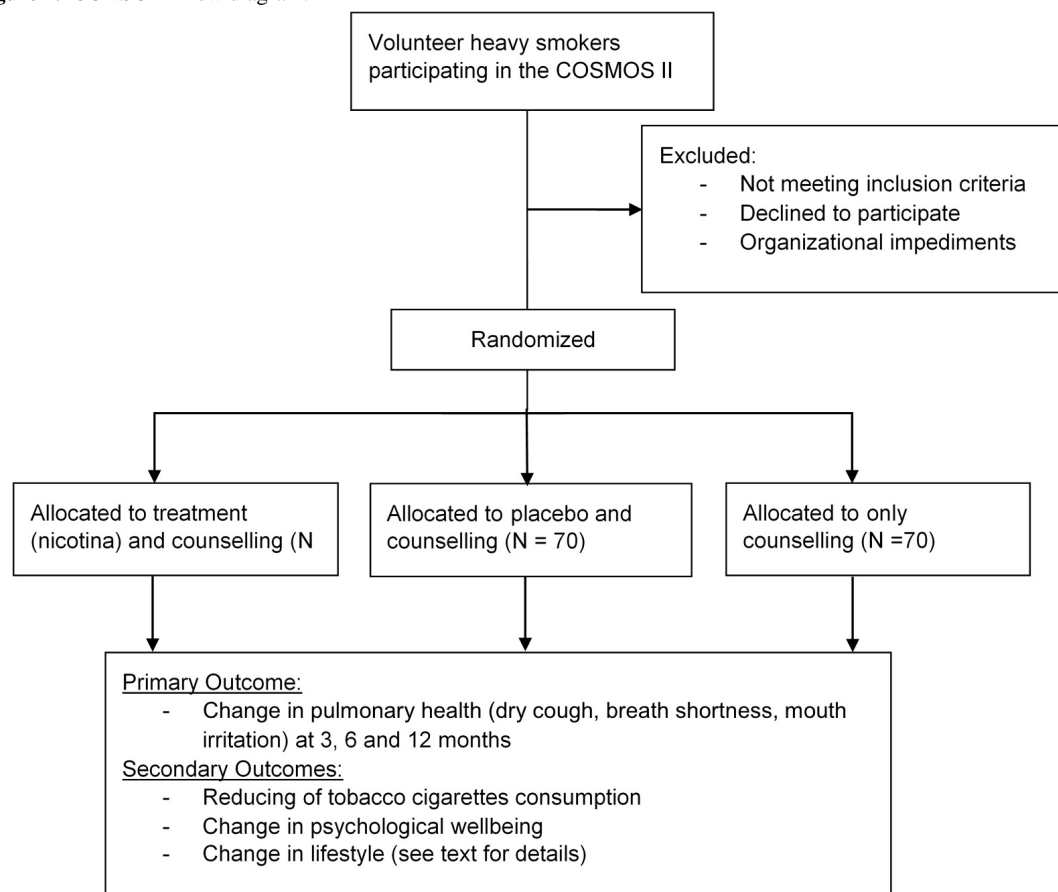 Volunteer heavy smokers
participating in the COSMOS II
Excluded:
- Not meeting inclusion criteria
- Declined to participate
- Organizational impediments
Randomized
Allocated to treatment
(nicotina) and counselling (N
Allocated to placebo and
counselling (N = 70)
Allocated to only
counselling (N =70)
Primary Outcome:
- Change in pulmonary health (dry cough, breath shortness, mouth
irritation) at 3, 6 and 12 months
Secondary Outcomes:
- Reducing of tobacco cigarettes consumption
- Change in psychological wellbeing
- Change in lifestyle (see text for details)